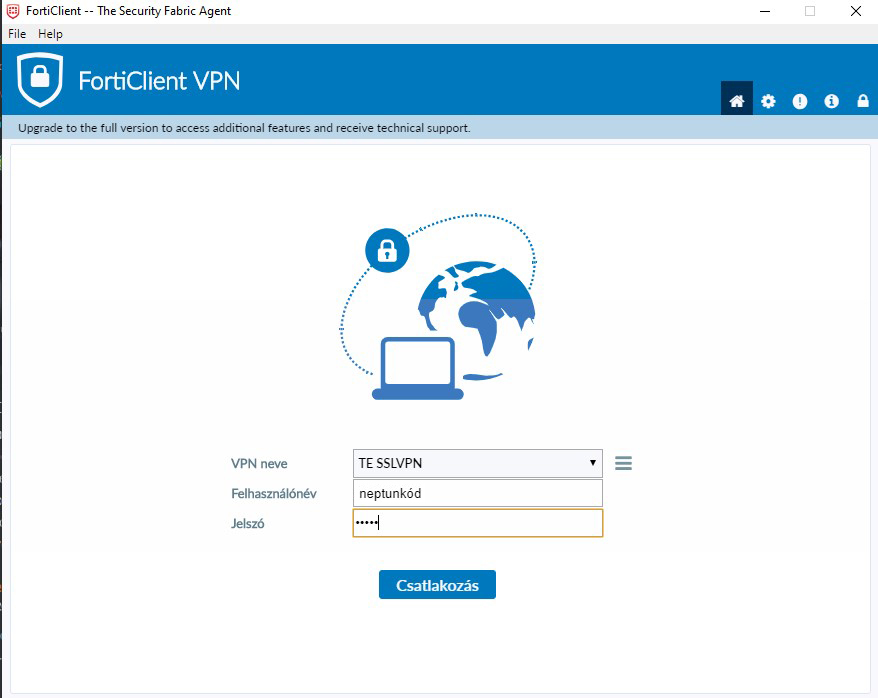 FortiClient -- The Security Fabric Agent
File Help
FortiClient VPN
Upgrade to the full version to access additional features and receive technical support.
VPN neve TE SSLVPN
Felhasználónév neptunkód
Jelszó •••••
Csatlakozás